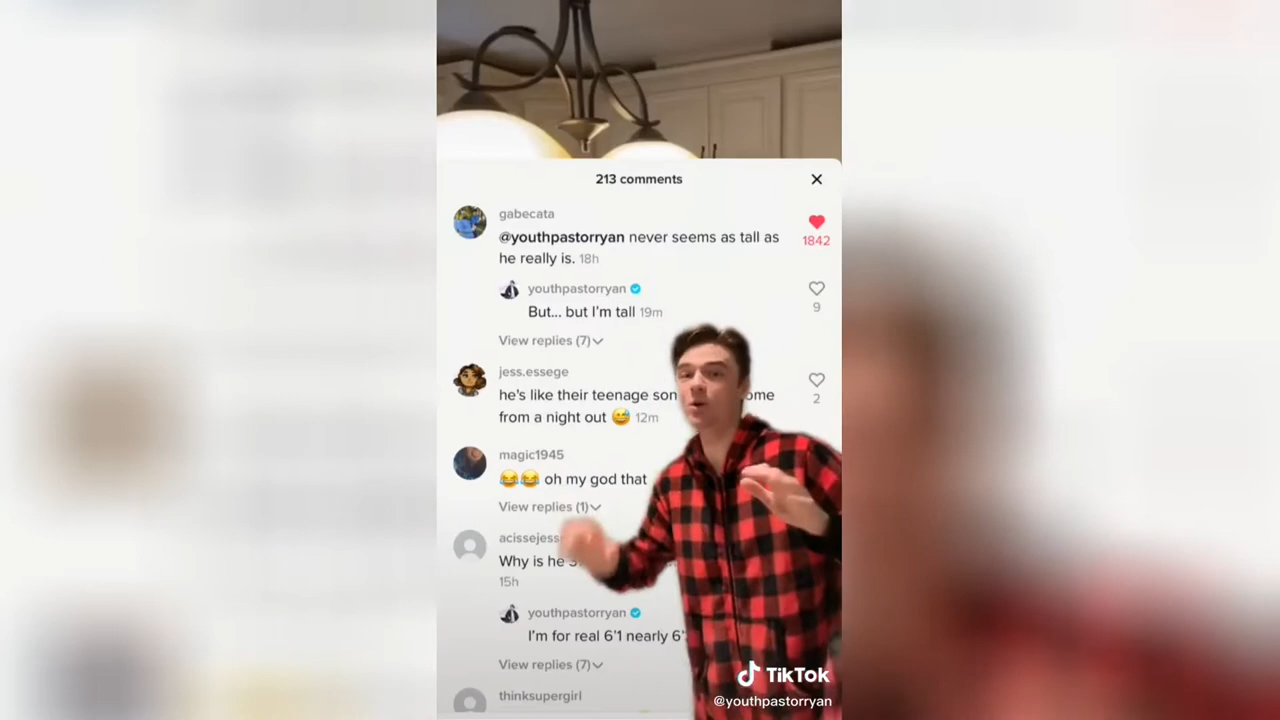 213 comments
gabecata
@youthpastorryan never seems as tall as
he really is. 18h
1842
youthpastorryan
But... but I'm tall 19m
9
View replies (7)
jess.essege
he's like their teenage son ome
from a night out 😅 12m
2
magic1945
😂😂 oh my god that
View replies (1)
acissejess
Why is he
15h
youthpastorryan
I'm for real 6'1 nearly 6'
View replies (7)
thinksupergirl
TikTok
@youthpastorryan